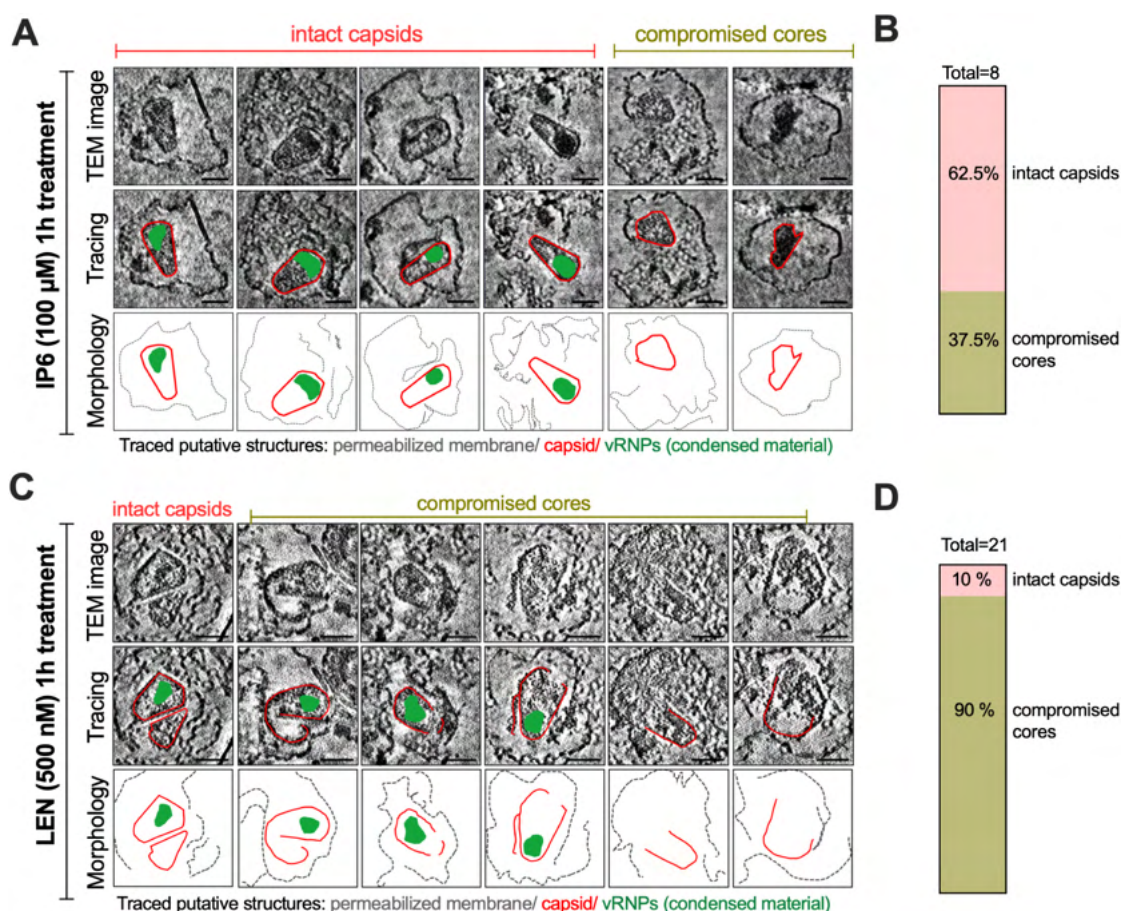 A
intact capsids
compromised cores
IP6 (100 µM) 1h treatment
TEM image
Tracing
Morphology
Traced putative structures: permeabilized membrane/ capsid/ vRNPs (condensed material)
B
Total=8
62.5%
intact capsids
37.5%
compromised
cores
C
intact capsids
compromised cores
LEN (500 nM) 1h treatment
TEM image
Tracing
Morphology
Traced putative structures: permeabilized membrane/ capsid/ vRNPs (condensed material)
D
Total=21
10 %
intact capsids
90 %
compromised
cores